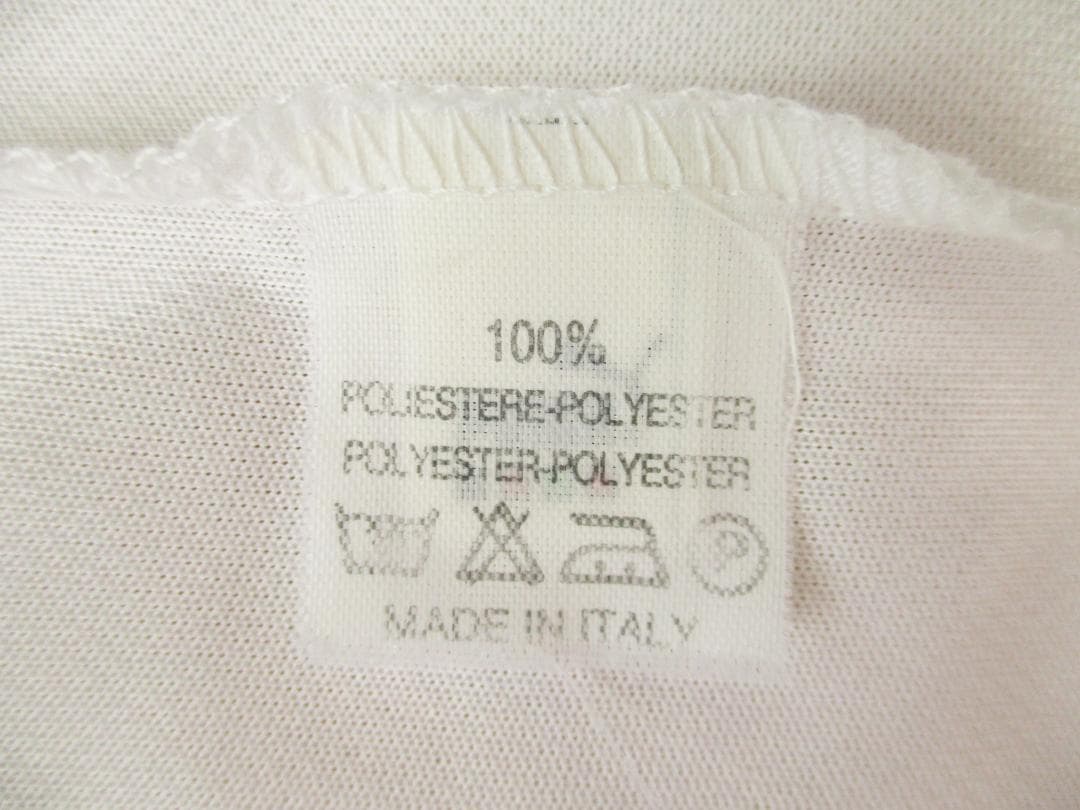 100%
POLIESTERE-POLYESTER
POLYESTER-POLYESTER
MADE IN ITALY